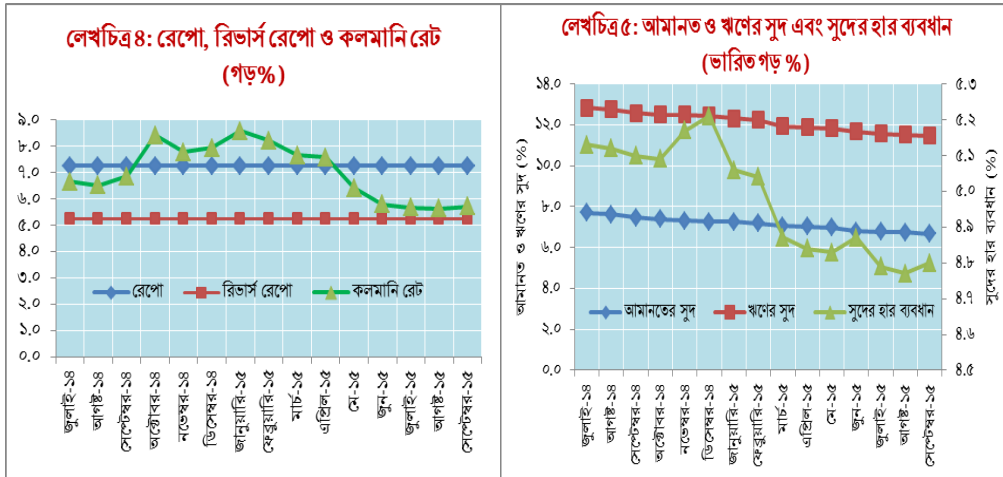 লেখচিত্র ৪: রেপো, রিভার্স রেপো ও কলমানি রেট
(গড়%)
৯.০
৮.০
৭.০
৬.০
৫.০
৪.০
৩.০
২.০
১.০
০.০
রেপো
রিভার্স রেপো
কলমানি রেট
জুলাই-১৪
আগষ্ট-১৪
সেপ্টেম্বর-১৪
অক্টোবর-১৪
নভেম্বর-১৪
ডিসেম্বর-১৪
জানুয়ারি-১৫
ফেব্রুয়ারি-১৫
মার্চ-১৫
এপ্রিল-১৫
মে-১৫
জুন-১৫
জুলাই-১৫
আগষ্ট-১৫
সেপ্টেম্বর-১৫
লেখচিত্র ৫: আমানত ও ঋণের সুদ এবং সুদের হার ব্যবধান
(ভারিত গড় %)
আমানত ও ঋণের সুদ (%)
১৪.০
১২.০
১০.০
৮.০
৬.০
৪.০
২.০
০.০
আমানতের সুদ
ঋণের সুদ
সুদের হার ব্যবধান
৫.৩
৫.২
৫.১
৫.০
৪.৯
৪.৮
৪.৭
৪.৬
৪.৫
সুদের হার ব্যবধান (%)
জুলাই-১৪
আগষ্ট-১৪
সেপ্টেম্বর-১৪
অক্টোবর-১৪
নভেম্বর-১৪
ডিসেম্বর-১৪
জানুয়ারি-১৫
ফেব্রুয়ারি-১৫
মার্চ-১৫
এপ্রিল-১৫
মে-১৫
জুন-১৫
জুলাই-১৫
আগষ্ট-১৫
সেপ্টেম্বর-১৫